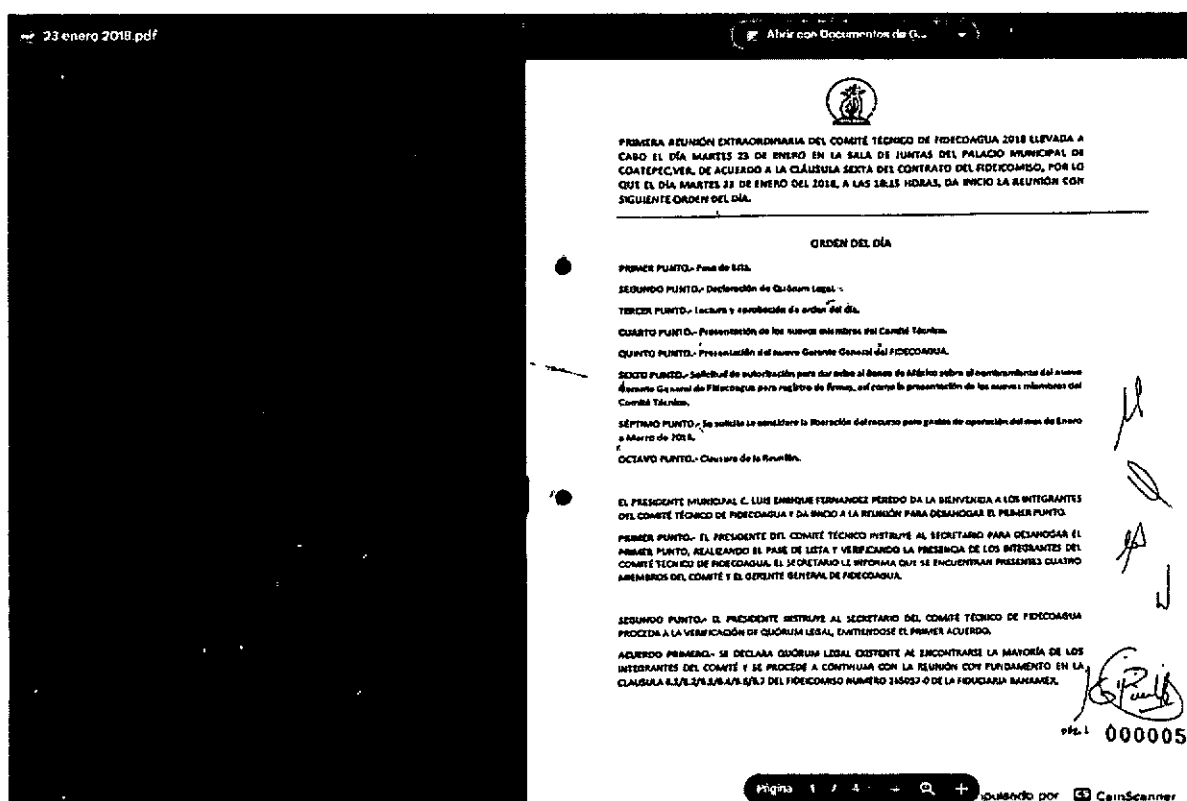 23 enero 2018.pdf
Abrir con Documentos de G...
PRIMERA REUNIÓN EXTRAORDINARIA DEL COMITÉ TÉCNICO DE FIDECOAGUA 2018 LLEVADA A
CABO EL DÍA MARTES 23 DE ENERO EN LA SALA DE JUNTAS DEL PALACIO MUNICIPAL DE
COATEPEC,VER, DE ACUERDO A LA CLÁUSULA SEXTA DEL CONTRATO DEL FIDEICOMISO, POR LO
QUE EL DÍA MARTES 23 DE ENERO DEL 2018, A LAS 18:15 HORAS, DA INICIO LA REUNIÓN CON
SIGUIENTE ORDEN DEL DÍA.
ORDEN DEL DÍA
PRIMER PUNTO.- Pase de lista.
SEGUNDO PUNTO.- Declaración de Quórum Legal.
TERCER PUNTO.- Lectura y aprobación de orden del día.
CUARTO PUNTO.- Presentación de los nuevos miembros del Comité Técnico.
QUINTO PUNTO.- Presentación del nuevo Gerente General del FIDECOAGUA.
SEXTO PUNTO.- Solicitud de autorización para dar aviso al Banco de México sobre el nombramiento del nuevo
Gerente General de Fidecoagua para registro de firmas, así como la presentación de los nuevos miembros del
Comité Técnico.
SÉPTIMO PUNTO.- Se solicita se considere la liberación del recurso para gastos de operación del mes de Enero
a Marzo de 2018.
OCTAVO PUNTO.- Clausura de la Reunión.
EL PRESIDENTE MUNICIPAL C. LUIS ENRIQUE FERNANDEZ PEREDO DA LA BIENVENIDA A LOS INTEGRANTES
DEL COMITÉ TÉCNICO DE FIDECOAGUA Y DA INICIO A LA REUNIÓN PARA DESAHOGAR EL PRIMER PUNTO.
PRIMER PUNTO.- EL PRESIDENTE DEL COMITÉ TÉCNICO INSTRUYE AL SECRETARIO PARA DESAHOGAR EL
PRIMER PUNTO, REALIZANDO EL PASE DE LISTA Y VERIFICANDO LA PRESENCIA DE LOS INTEGRANTES DEL
COMITÉ TÉCNICO DE FIDECOAGUA. EL SECRETARIO LE INFORMA QUE SE ENCUENTRAN PRESENTES CUATRO
MIEMBROS DEL COMITÉ Y EL GERENTE GENERAL DE FIDECOAGUA.
SEGUNDO PUNTO.- EL PRESIDENTE INSTRUYE AL SECRETARIO DEL COMITÉ TÉCNICO DE FIDECOAGUA
PROCEDA A LA VERIFICACIÓN DE QUÓRUM LEGAL, EMITIENDOSE EL PRIMER ACUERDO.
ACUERDO PRIMERO.- SE DECLARA QUÓRUM LEGAL EXISTENTE AL ENCONTRARSE LA MAYORÍA DE LOS
INTEGRANTES DEL COMITÉ Y SE PROCEDE A CONTINUAR CON LA REUNIÓN CON FUNDAMENTO EN LA
CLAUSULA DEL FIDEICOMISO NUMERO DE LA FIDUCIARIA BANAMEX.
pág. 1
000005
Página 1 / 4
CamScanner